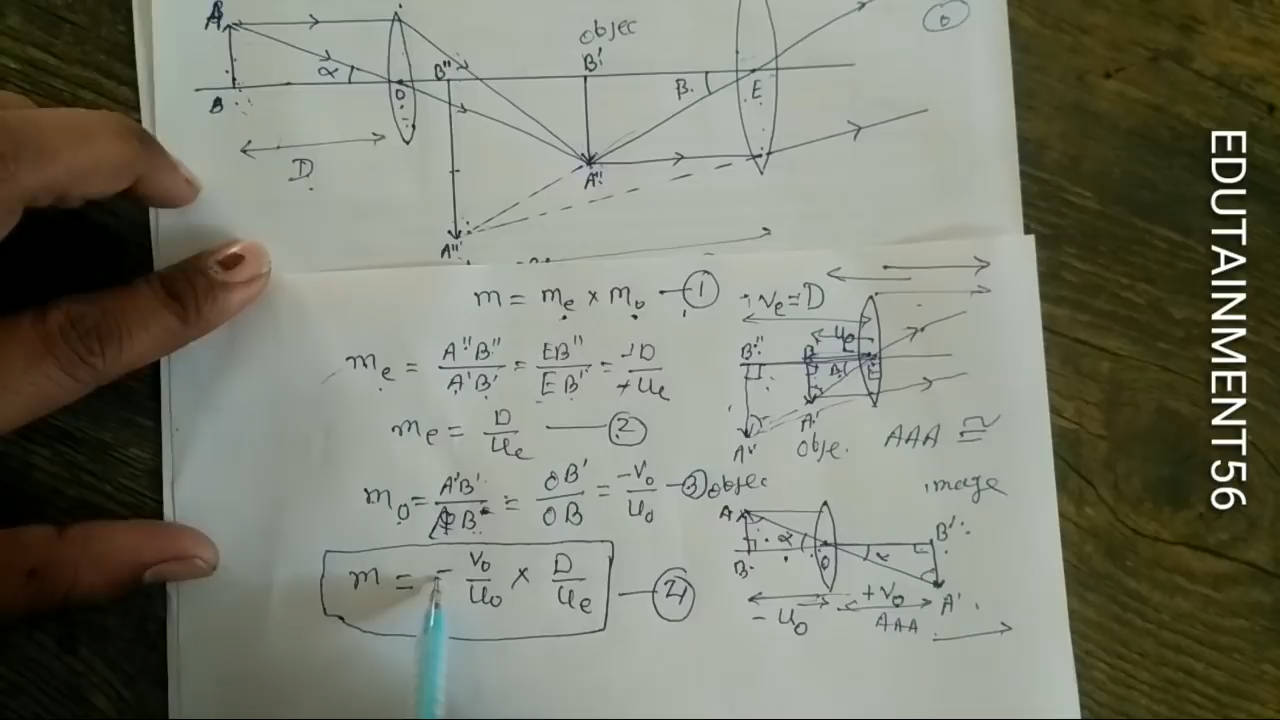 A
B
α
O
D
B''
A'''
objec
B'
A''
β
E
6
m = me × mo —①
me = A''B''/A'B' = EB''/EB' = -D/+ue
me = D/ue —②
mo = A'B'/AB = OB'/OB = -vo/uo —③
m = - vo/uo × D/ue —④
ve = D
ue
B''
B'
E
A''
A'
obje.
AAA ≅
objec
image
A
B
α
O
α
B'
A'
-uo
+vo
AAA
EDUTAINMENT56